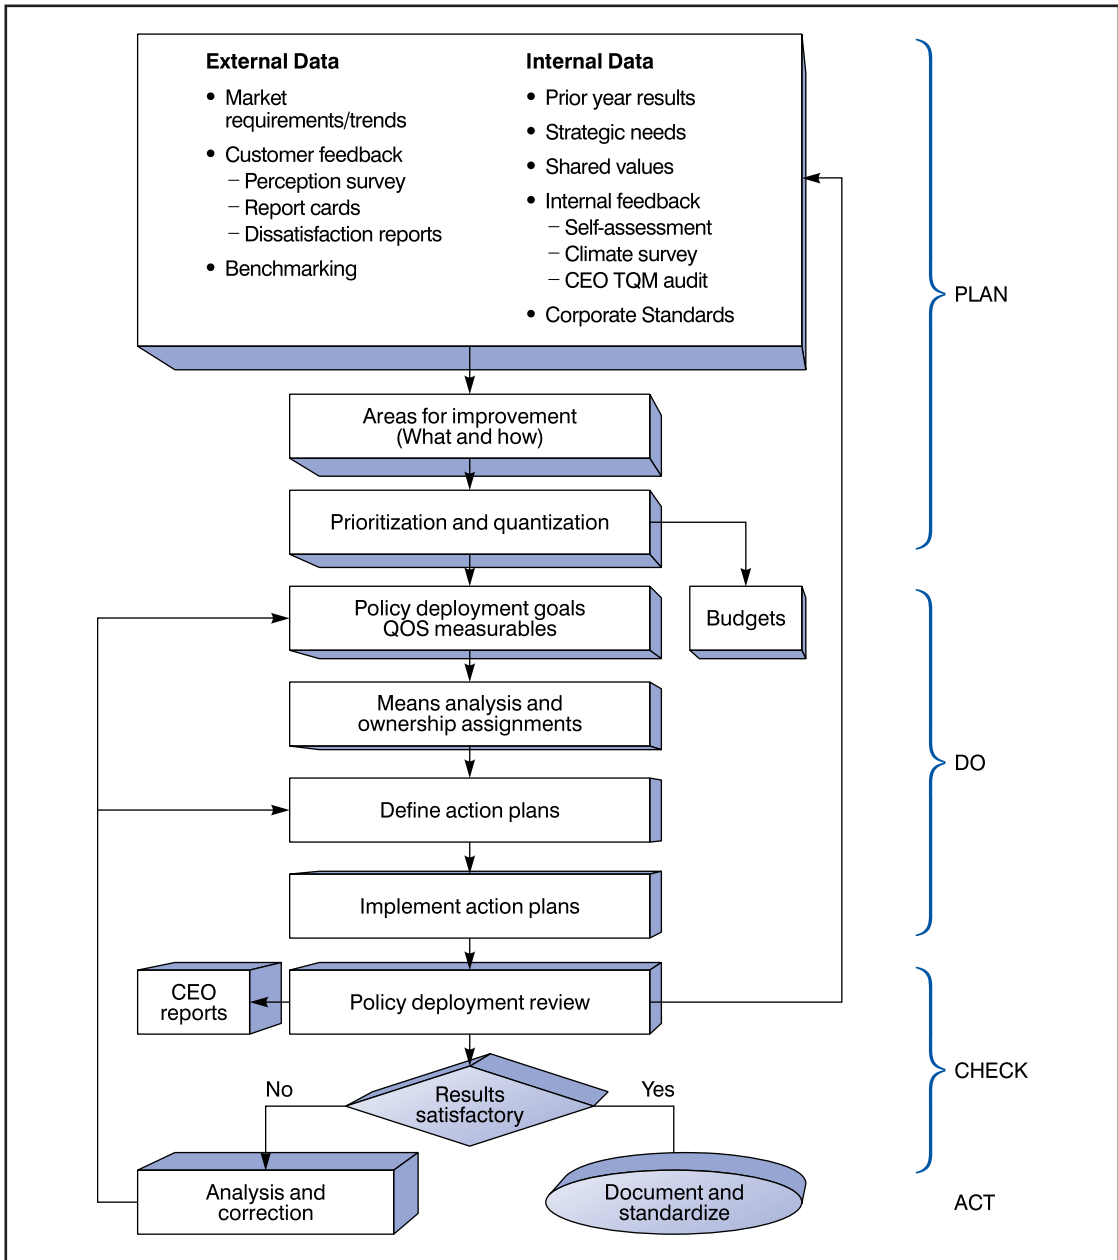 External Data
• Market
requirements/trends
• Customer feedback
– Perception survey
– Report cards
– Dissatisfaction reports
• Benchmarking
Internal Data
• Prior year results
• Strategic needs
• Shared values
• Internal feedback
– Self-assessment
– Climate survey
– CEO TQM audit
• Corporate Standards
PLAN
Areas for improvement
(What and how)
Prioritization and quantization
Policy deployment goals
QOS measurables
Budgets
Means analysis and
ownership assignments
DO
Define action plans
Implement action plans
CEO
reports
Policy deployment review
CHECK
No
Results
satisfactory
Yes
Analysis and
correction
Document and
standardize
ACT